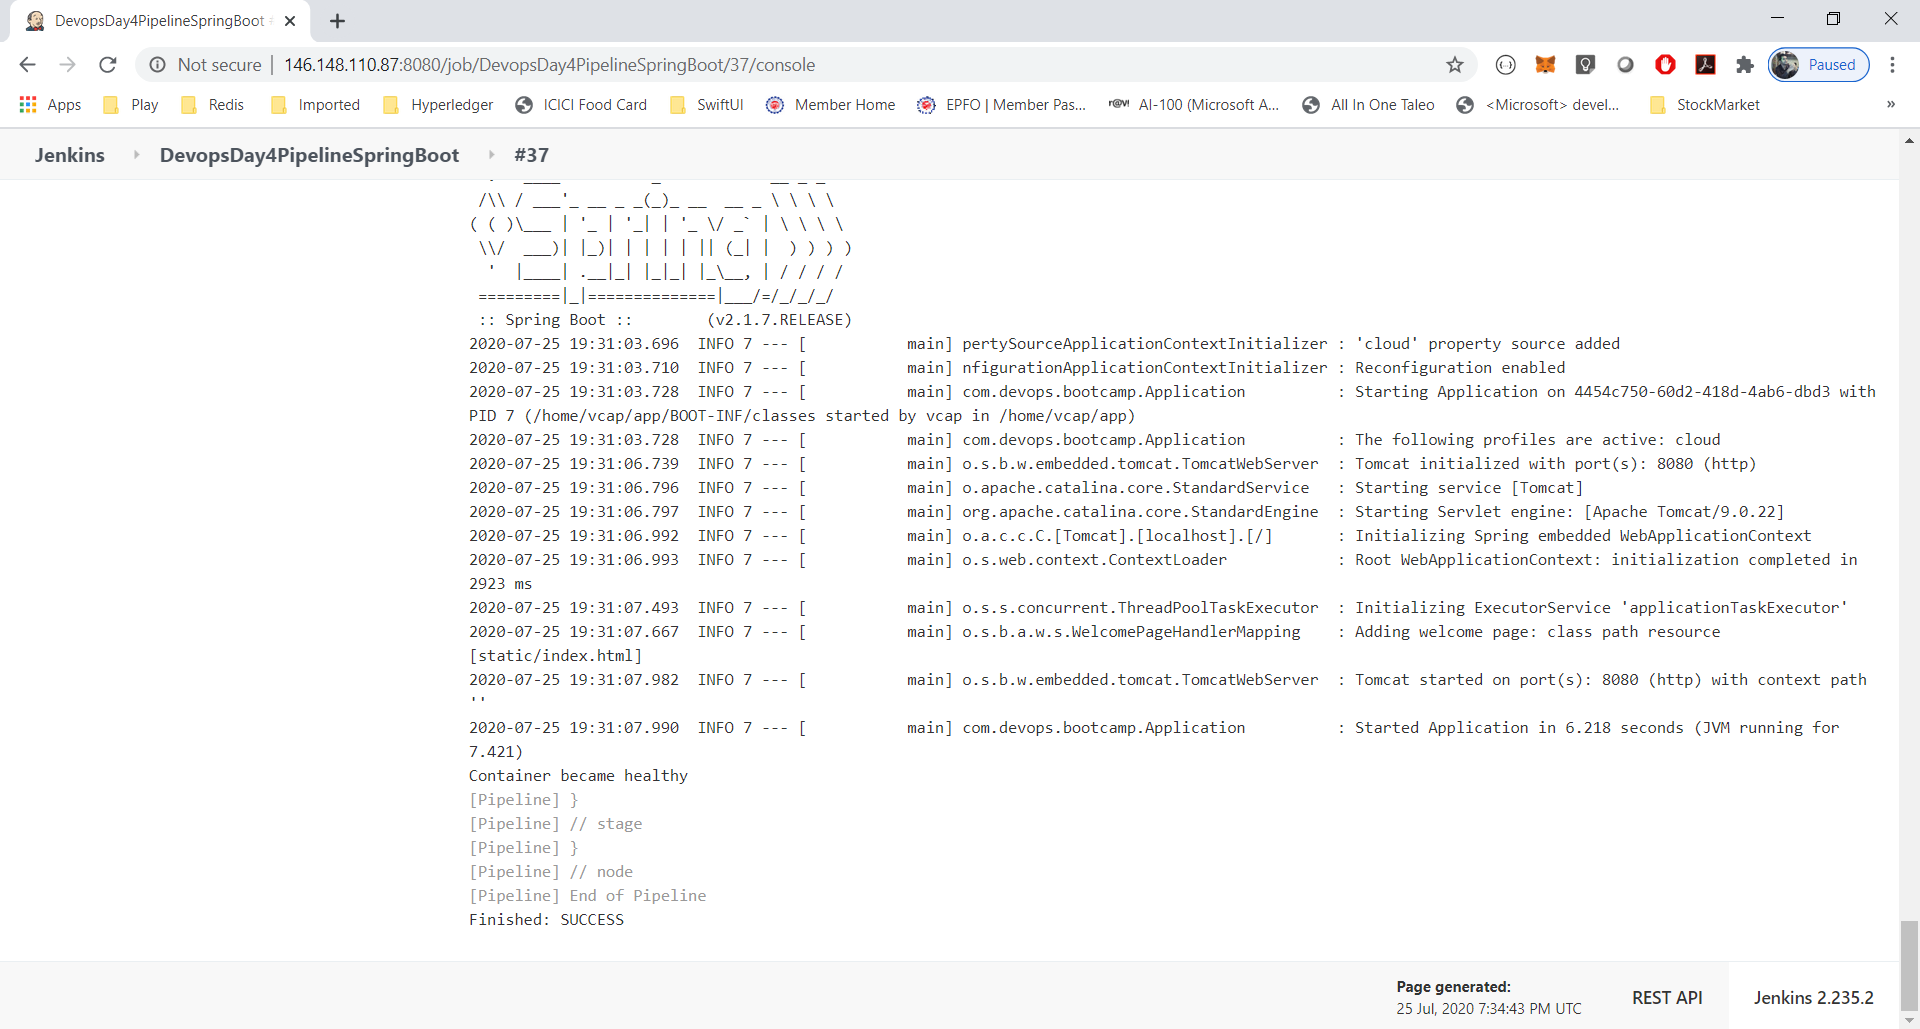 DevopsDay4PipelineSpringBoot
Not secure | 146.148.110.87:8080/job/DevopsDay4PipelineSpringBoot/37/console
Paused
Apps Play Redis Imported Hyperledger ICICI Food Card SwiftUI Member Home EPFO | Member Pas... AI-100 (Microsoft A... All In One Taleo <Microsoft> devel... StockMarket »
Jenkins DevopsDay4PipelineSpringBoot #37
 /\\ / ___'_ __ _ _(_)_ __  __ _ \ \ \ \
( ( )\___ | '_ | '_| | '_ \/ _` | \ \ \ \
 \\/  ___)| |_)| | | | | || (_| |  ) ) ) )
  '  |____| .__|_| |_|_| |_\__, | / / / /
 =========|_|==============|___/=/_/_/_/
 :: Spring Boot ::        (v2.1.7.RELEASE)
2020-07-25 19:31:03.696  INFO 7 --- [           main] pertySourceApplicationContextInitializer : 'cloud' property source added
2020-07-25 19:31:03.710  INFO 7 --- [           main] nfigurationApplicationContextInitializer : Reconfiguration enabled
2020-07-25 19:31:03.728  INFO 7 --- [           main] com.devops.bootcamp.Application          : Starting Application on 4454c750-60d2-418d-4ab6-dbd3 with
PID 7 (/home/vcap/app/BOOT-INF/classes started by vcap in /home/vcap/app)
2020-07-25 19:31:03.728  INFO 7 --- [           main] com.devops.bootcamp.Application          : The following profiles are active: cloud
2020-07-25 19:31:06.739  INFO 7 --- [           main] o.s.b.w.embedded.tomcat.TomcatWebServer  : Tomcat initialized with port(s): 8080 (http)
2020-07-25 19:31:06.796  INFO 7 --- [           main] o.apache.catalina.core.StandardService   : Starting service [Tomcat]
2020-07-25 19:31:06.797  INFO 7 --- [           main] org.apache.catalina.core.StandardEngine  : Starting Servlet engine: [Apache Tomcat/9.0.22]
2020-07-25 19:31:06.992  INFO 7 --- [           main] o.a.c.c.C.[Tomcat].[localhost].[/]       : Initializing Spring embedded WebApplicationContext
2020-07-25 19:31:06.993  INFO 7 --- [           main] o.s.web.context.ContextLoader            : Root WebApplicationContext: initialization completed in
2923 ms
2020-07-25 19:31:07.493  INFO 7 --- [           main] o.s.s.concurrent.ThreadPoolTaskExecutor  : Initializing ExecutorService 'applicationTaskExecutor'
2020-07-25 19:31:07.667  INFO 7 --- [           main] o.s.b.a.w.s.WelcomePageHandlerMapping    : Adding welcome page: class path resource
[static/index.html]
2020-07-25 19:31:07.982  INFO 7 --- [           main] o.s.b.w.embedded.tomcat.TomcatWebServer  : Tomcat started on port(s): 8080 (http) with context path
''
2020-07-25 19:31:07.990  INFO 7 --- [           main] com.devops.bootcamp.Application          : Started Application in 6.218 seconds (JVM running for
7.421)
Container became healthy
[Pipeline] }
[Pipeline] // stage
[Pipeline] }
[Pipeline] // node
[Pipeline] End of Pipeline
Finished: SUCCESS
Page generated:
25 Jul, 2020 7:34:43 PM UTC
REST API
Jenkins 2.235.2